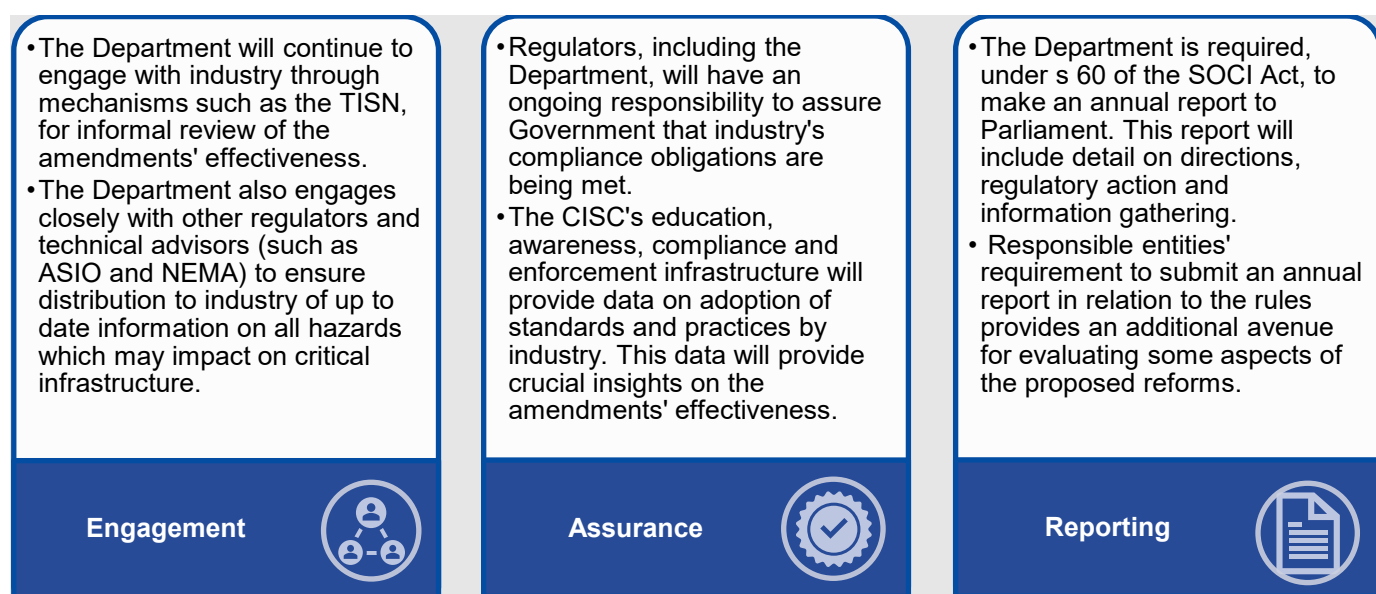 •The Department will continue to
engage with industry through
mechanisms such as the TISN,
for informal review of the
amendments' effectiveness.
•The Department also engages
closely with other regulators and
technical advisors (such as
ASIO and NEMA) to ensure
distribution to industry of up to
date information on all hazards
which may impact on critical
infrastructure.
Engagement
•Regulators, including the
Department, will have an
ongoing responsibility to assure
Government that industry's
compliance obligations are
being met.
•The CISC's education,
awareness, compliance and
enforcement infrastructure will
provide data on adoption of
standards and practices by
industry. This data will provide
crucial insights on the
amendments' effectiveness.
Assurance
•The Department is required,
under s 60 of the SOCI Act, to
make an annual report to
Parliament. This report will
include detail on directions,
regulatory action and
information gathering.
• Responsible entities'
requirement to submit an annual
report in relation to the rules
provides an additional avenue
for evaluating some aspects of
the proposed reforms.
Reporting